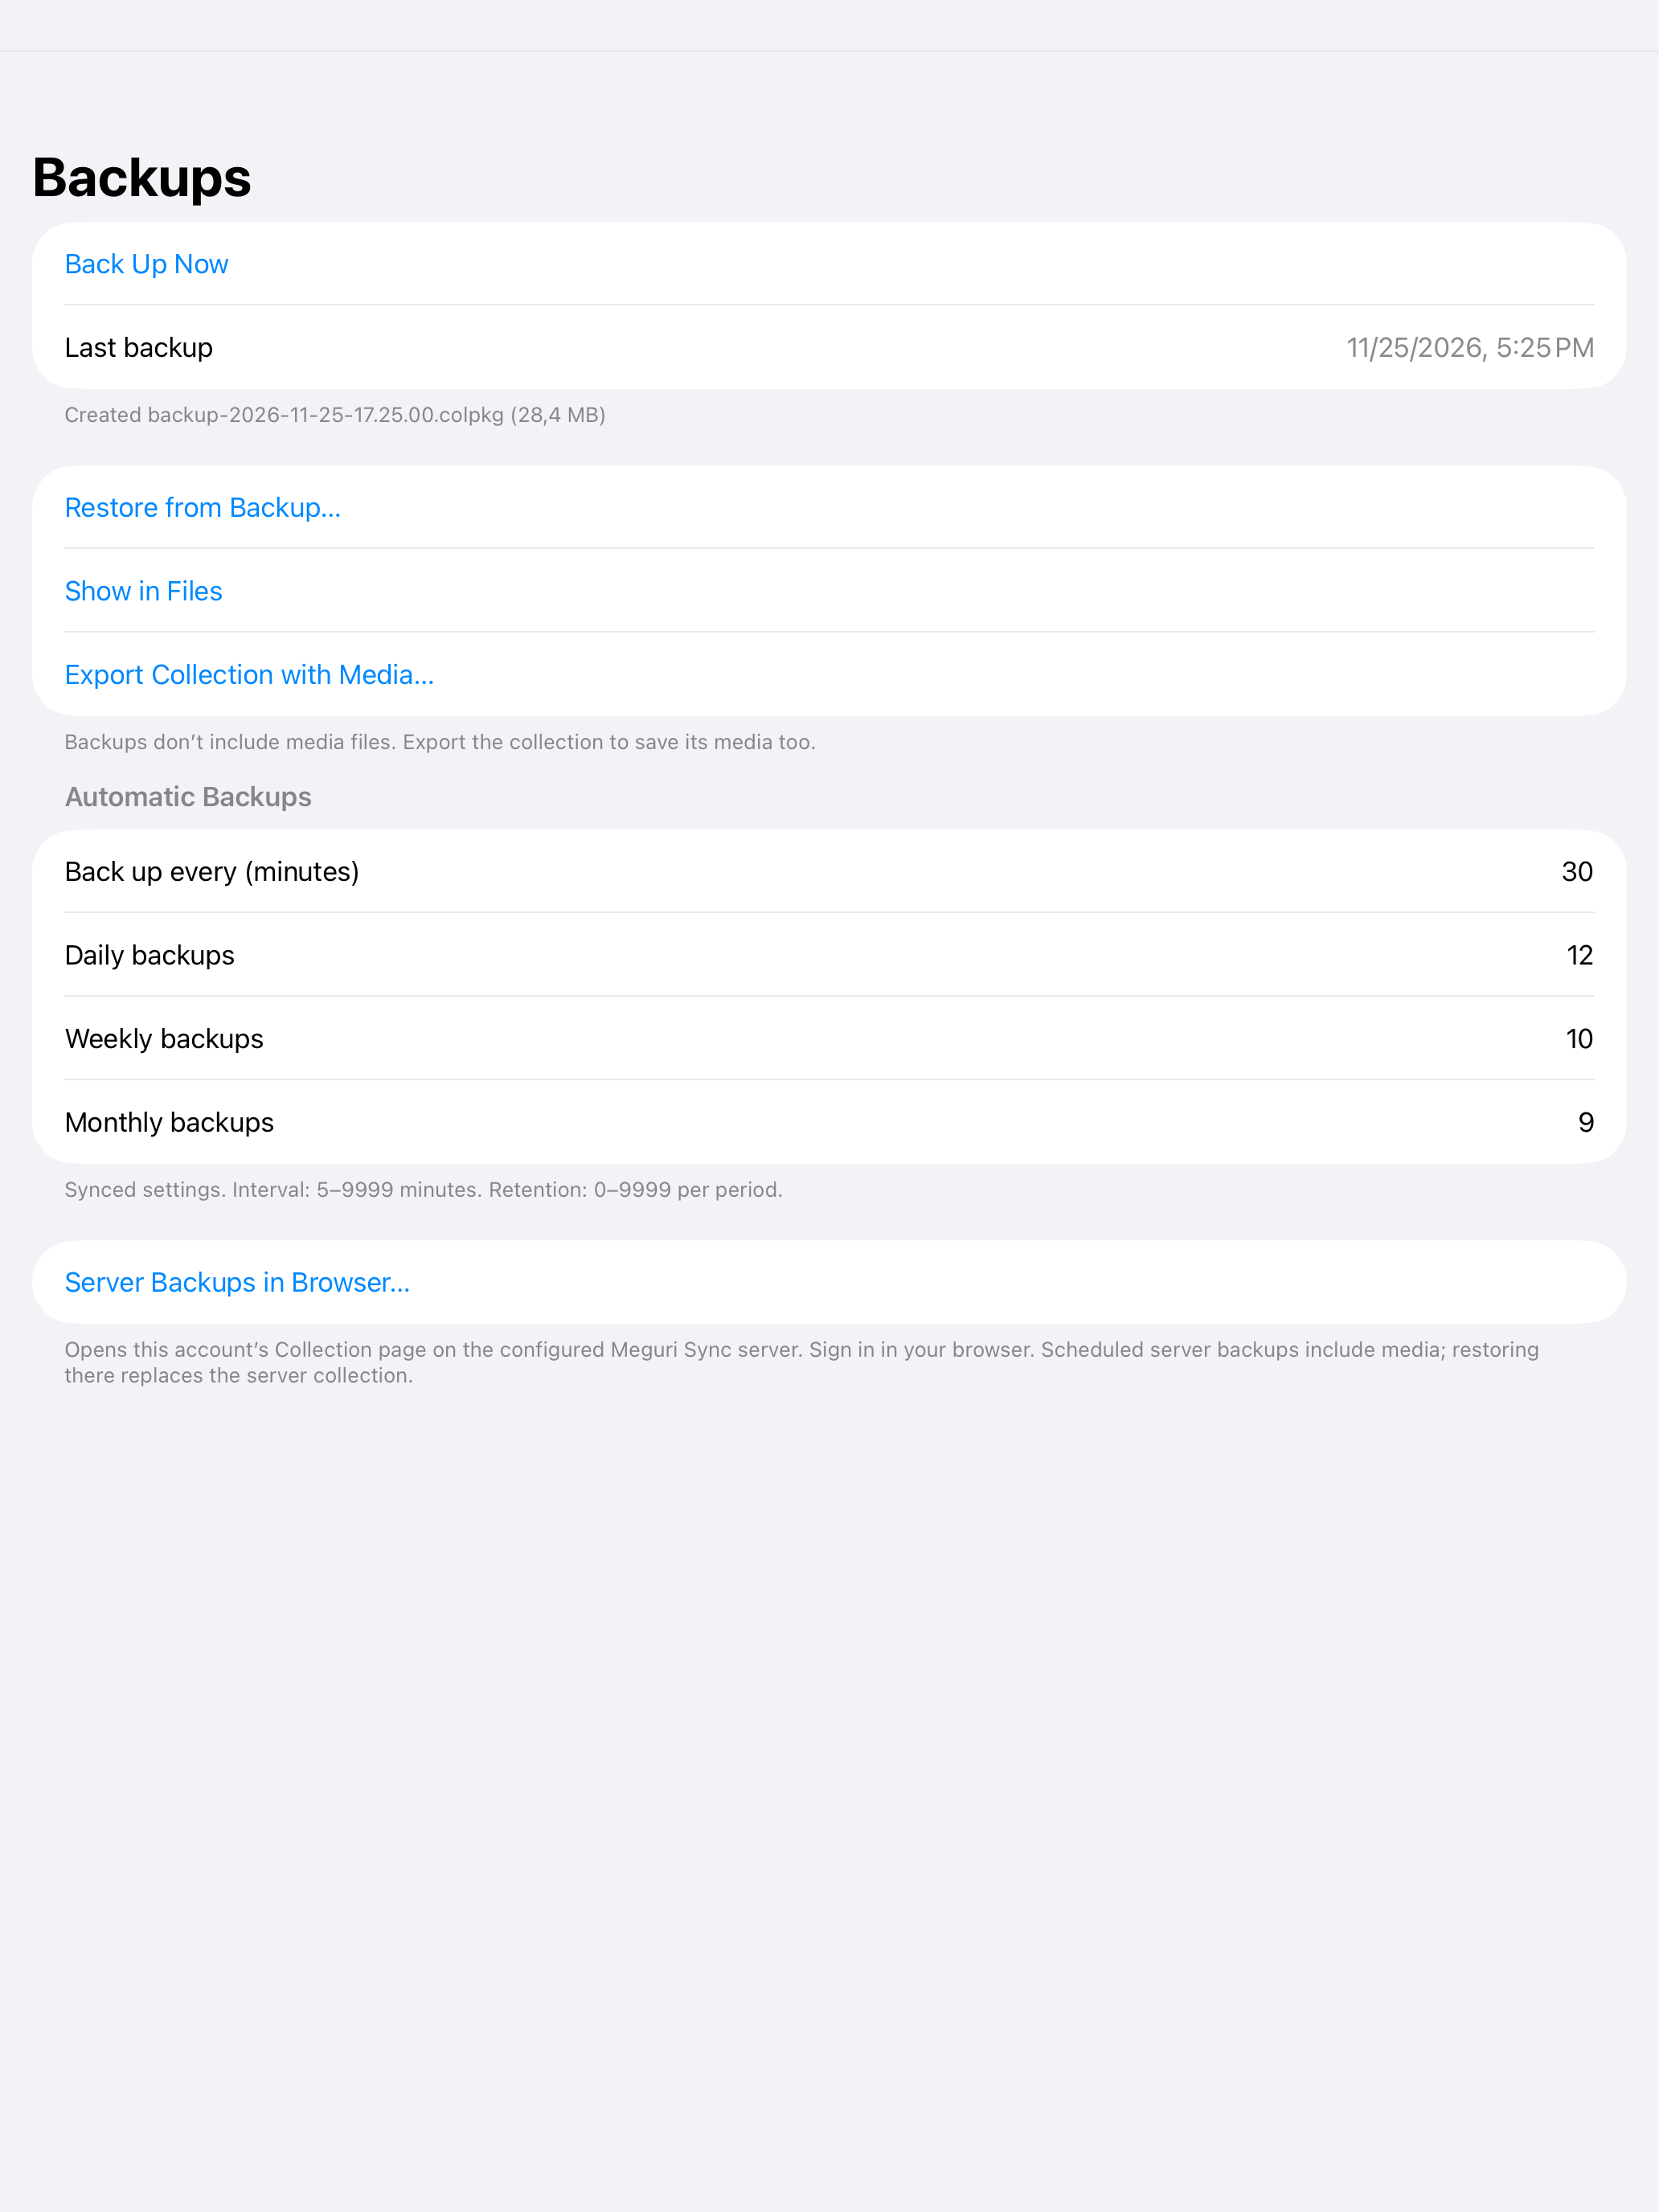 Backups
Back Up Now
Last backup 11/25/2026, 5:25 PM
Created backup-2026-11-25-17.25.00.colpkg (28,4 MB)
Restore from Backup…
Show in Files
Export Collection with Media…
Backups don’t include media files. Export the collection to save its media too.
Automatic Backups
Back up every (minutes) 30
Daily backups 12
Weekly backups 10
Monthly backups 9
Synced settings. Interval: 5–9999 minutes. Retention: 0–9999 per period.
Server Backups in Browser…
Opens this account’s Collection page on the configured Meguri Sync server. Sign in in your browser. Scheduled server backups include media; restoring
there replaces the server collection.